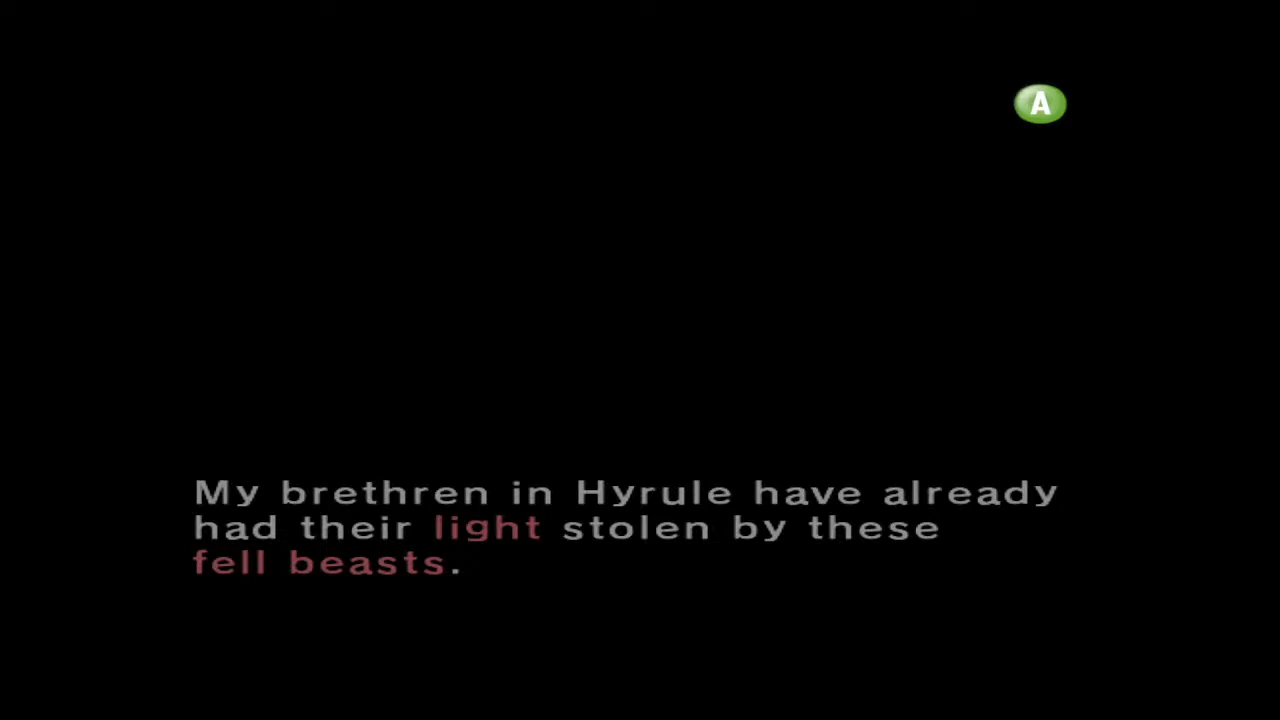 A
My brethren in Hyrule have already
had their light stolen by these
fell beasts.